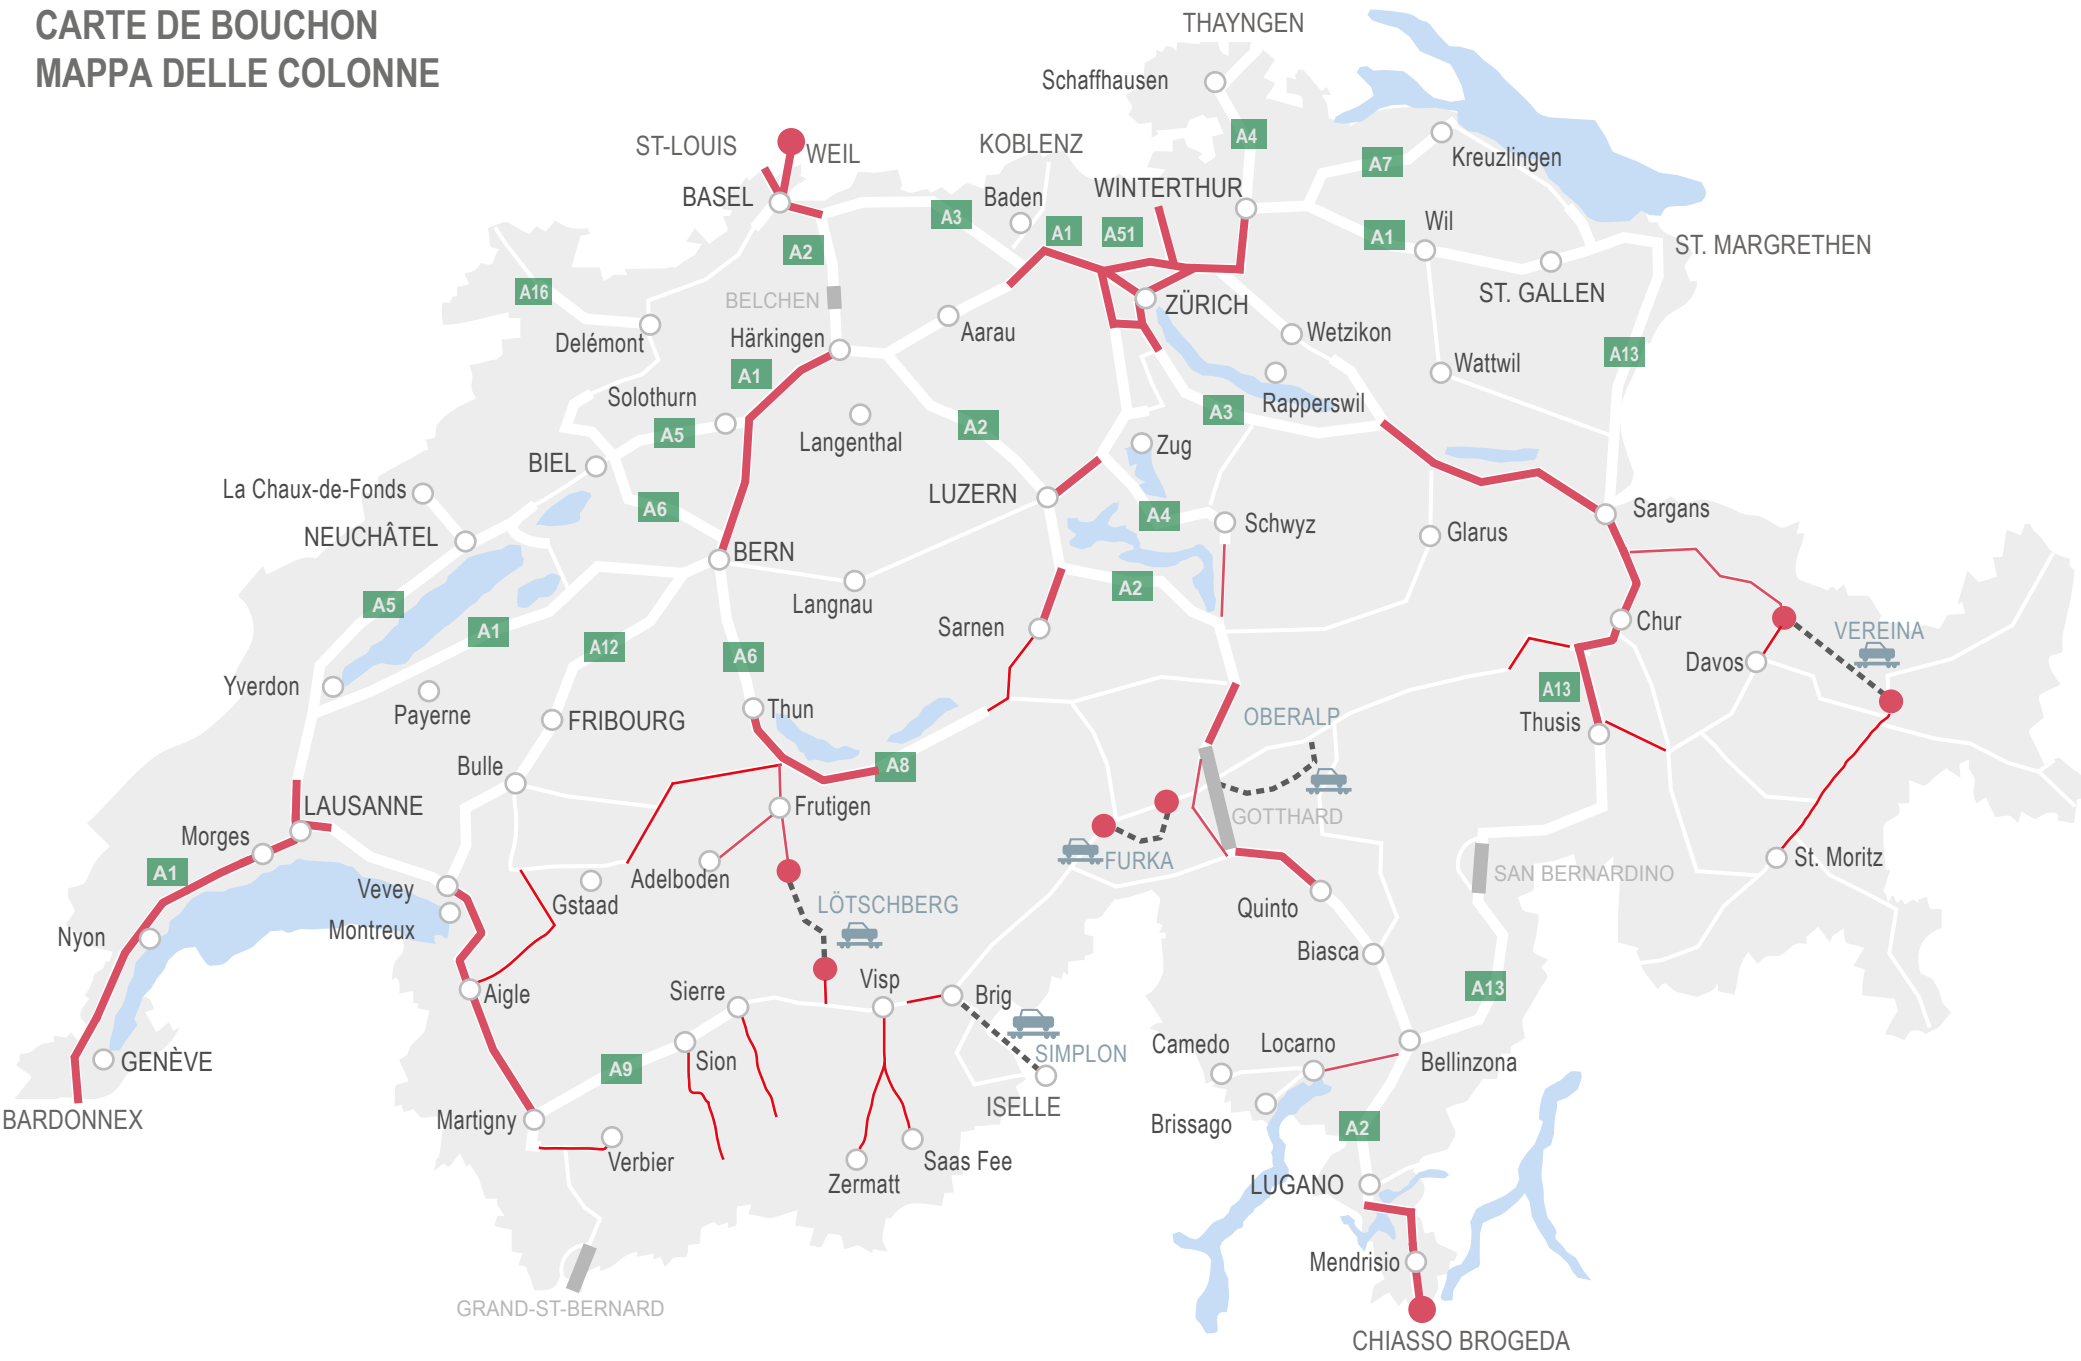 CARTE DE BOUCHON
MAPPA DELLE COLONNE
THAYNGEN
Schaffhausen
A4
ST-LOUIS
WEIL
KOBLENZ
A7
Kreuzlingen
BASEL
Baden
WINTERTHUR
A3
A1
A51
A1
Wil
A2
ST. MARGRETHEN
A16
BELCHEN
ZÜRICH
ST. GALLEN
Delémont
Härkingen
Aarau
Wetzikon
A13
A1
Wattwil
Solothurn
Rapperswil
A5
Langenthal
A2
A3
Zug
BIEL
La Chaux-de-Fonds
LUZERN
A6
A4
Schwyz
Glarus
Sargans
NEUCHÂTEL
BERN
A5
Langnau
A2
A1
Sarnen
Chur
VEREINA
A12
A6
Davos
Yverdon
A13
Payerne
FRIBOURG
Thun
OBERALP
Thusis
Bulle
A8
LAUSANNE
Frutigen
GOTTHARD
Morges
A1
FURKA
St. Moritz
Vevey
Adelboden
SAN BERNARDINO
Gstaad
LÖTSCHBERG
Quinto
Montreux
Nyon
Biasca
Aigle
Sierre
Visp
Brig
A13
GENÈVE
Sion
SIMPLON
Camedo
Locarno
Bellinzona
A9
BARDONNEX
Martigny
ISELLE
Brissago
A2
Verbier
Saas Fee
Zermatt
LUGANO
Mendrisio
GRAND-ST-BERNARD
CHIASSO BROGEDA